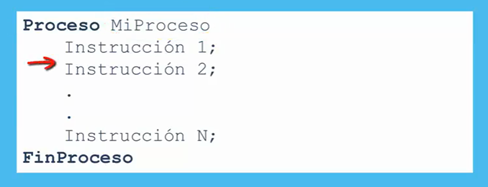 Proceso MiProceso
Instrucción 1;
Instrucción 2;
.
.
Instrucción N;
FinProceso